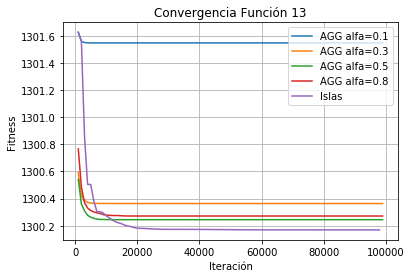 Convergencia Función 13
AGG alfa=0.1
AGG alfa=0.3
AGG alfa=0.5
AGG alfa=0.8
Islas
Fitness
1301.6
1301.4
1301.2
1301.0
1300.8
1300.6
1300.4
1300.2
0 20000 40000 60000 80000 100000
Iteración